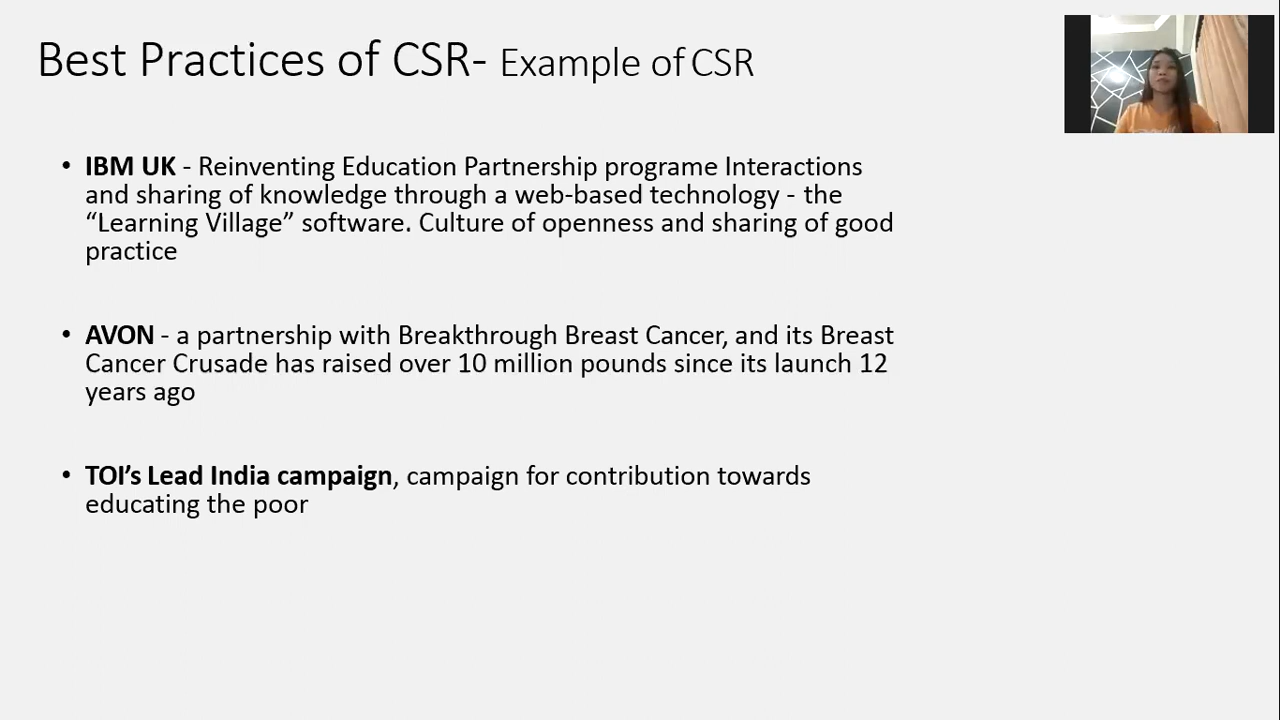 Best Practices of CSR- Example of CSR
• IBM UK - Reinventing Education Partnership programe Interactions
and sharing of knowledge through a web-based technology - the
“Learning Village” software. Culture of openness and sharing of good
practice
• AVON - a partnership with Breakthrough Breast Cancer, and its Breast
Cancer Crusade has raised over 10 million pounds since its launch 12
years ago
• TOI’s Lead India campaign, campaign for contribution towards
educating the poor